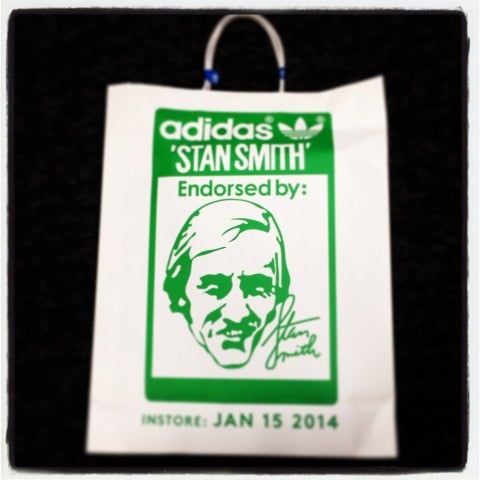 adidas®
'STAN SMITH'
Endorsed by:
Stan
Smith
INSTORE: JAN 15 2014